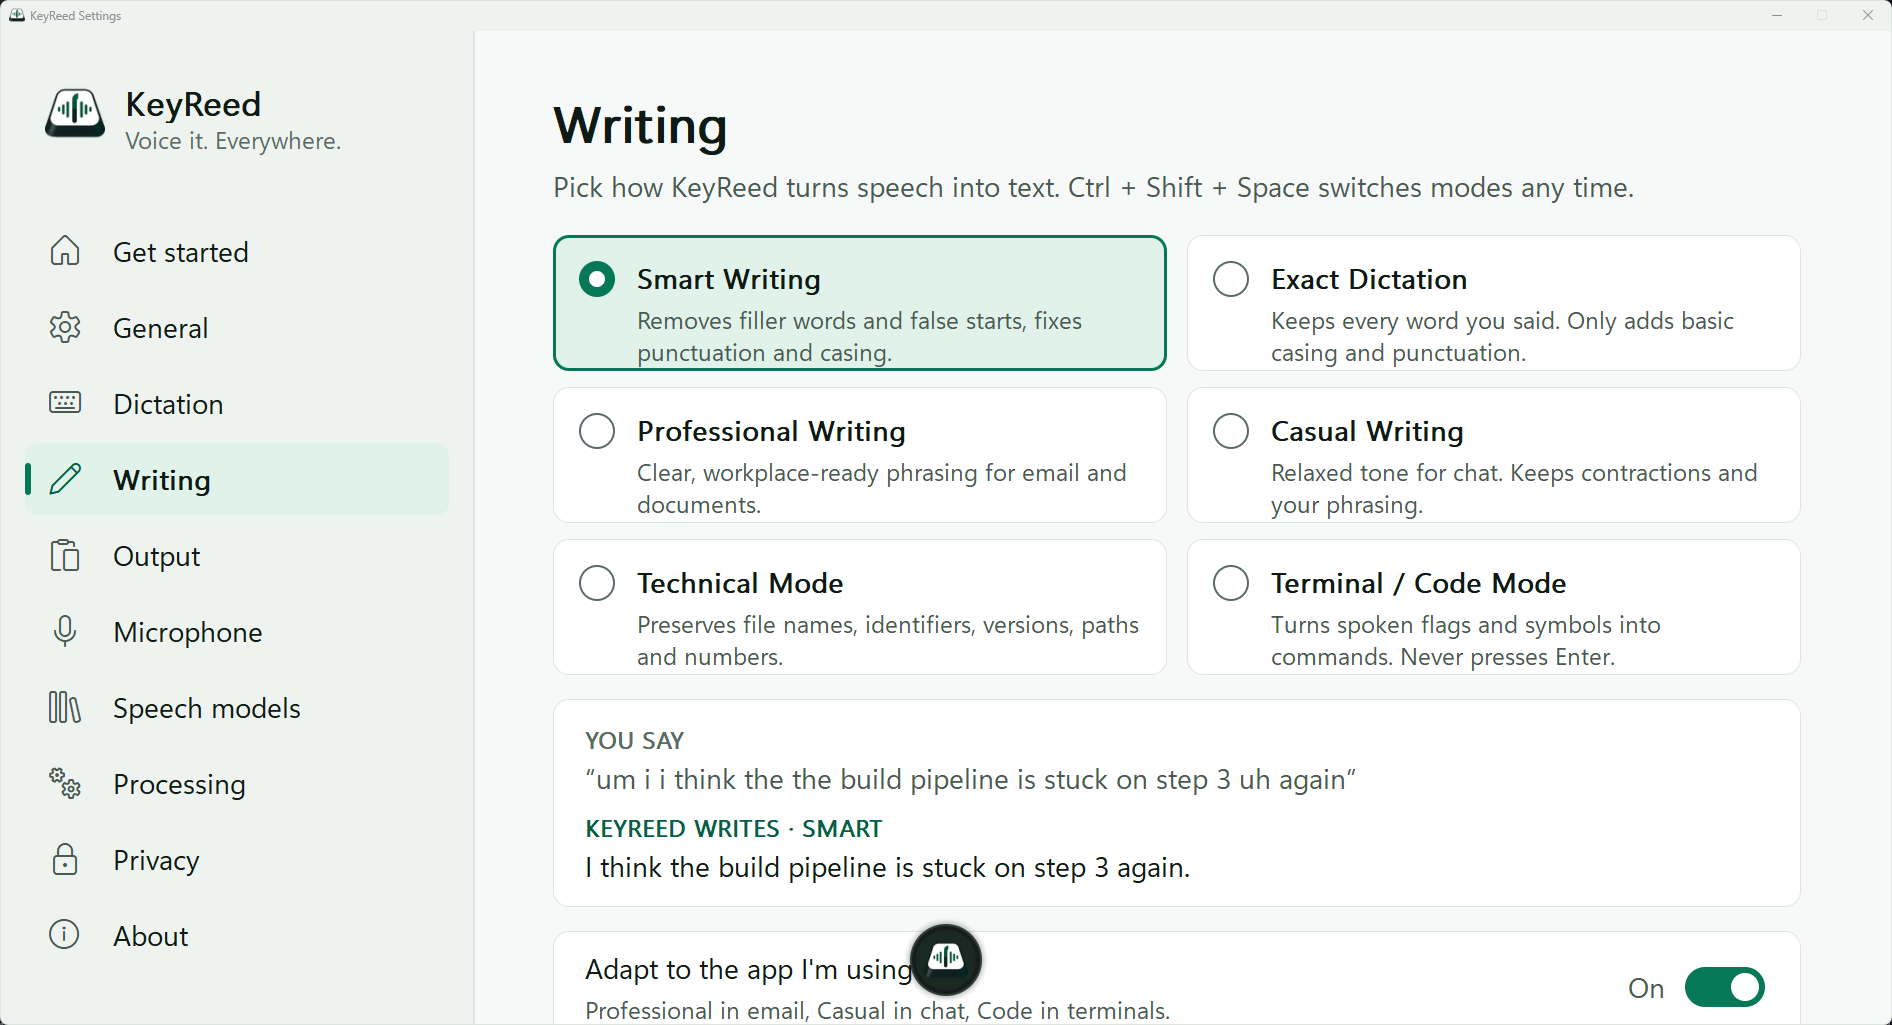 KeyReed Settings
KeyReed
Voice it. Everywhere.
Get started
General
Dictation
Writing
Output
Microphone
Speech models
Processing
Privacy
About
Writing
Pick how KeyReed turns speech into text. Ctrl + Shift + Space switches modes any time.
Smart Writing
Removes filler words and false starts, fixes
punctuation and casing.
Exact Dictation
Keeps every word you said. Only adds basic
casing and punctuation.
Professional Writing
Clear, workplace-ready phrasing for email and
documents.
Casual Writing
Relaxed tone for chat. Keeps contractions and
your phrasing.
Technical Mode
Preserves file names, identifiers, versions, paths
and numbers.
Terminal / Code Mode
Turns spoken flags and symbols into
commands. Never presses Enter.
YOU SAY
“um i i think the the build pipeline is stuck on step 3 uh again”
KEYREED WRITES · SMART
I think the build pipeline is stuck on step 3 again.
Adapt to the app I'm using
Professional in email, Casual in chat, Code in terminals.
On